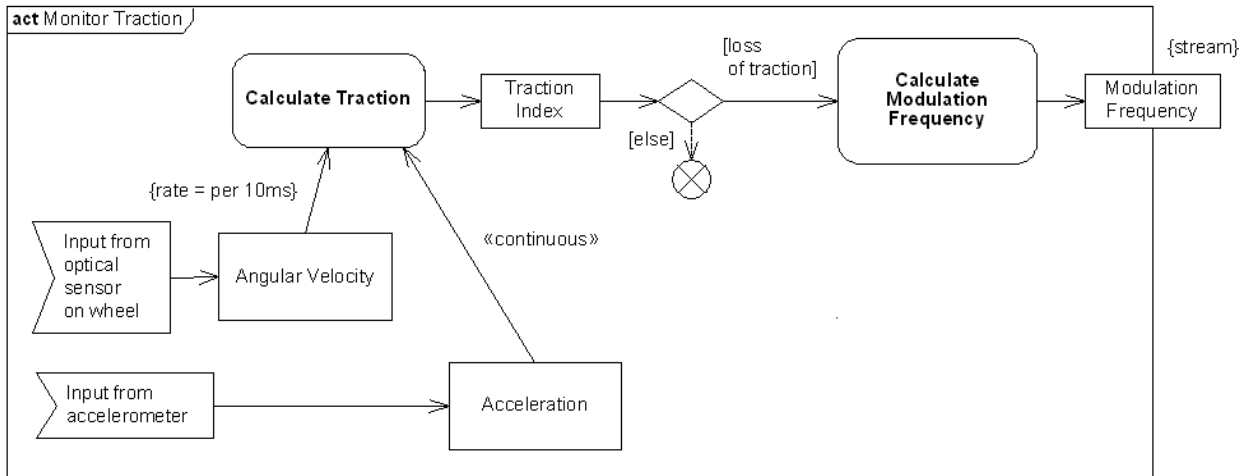 act Monitor Traction
{stream}
[loss
of traction]
Calculate Traction
Traction
Index
Calculate
Modulation
Frequency
Modulation
Frequency
[else]
{rate = per 10ms}
Input from
optical
sensor
on wheel
Angular Velocity
«continuous»
Input from
accelerometer
Acceleration